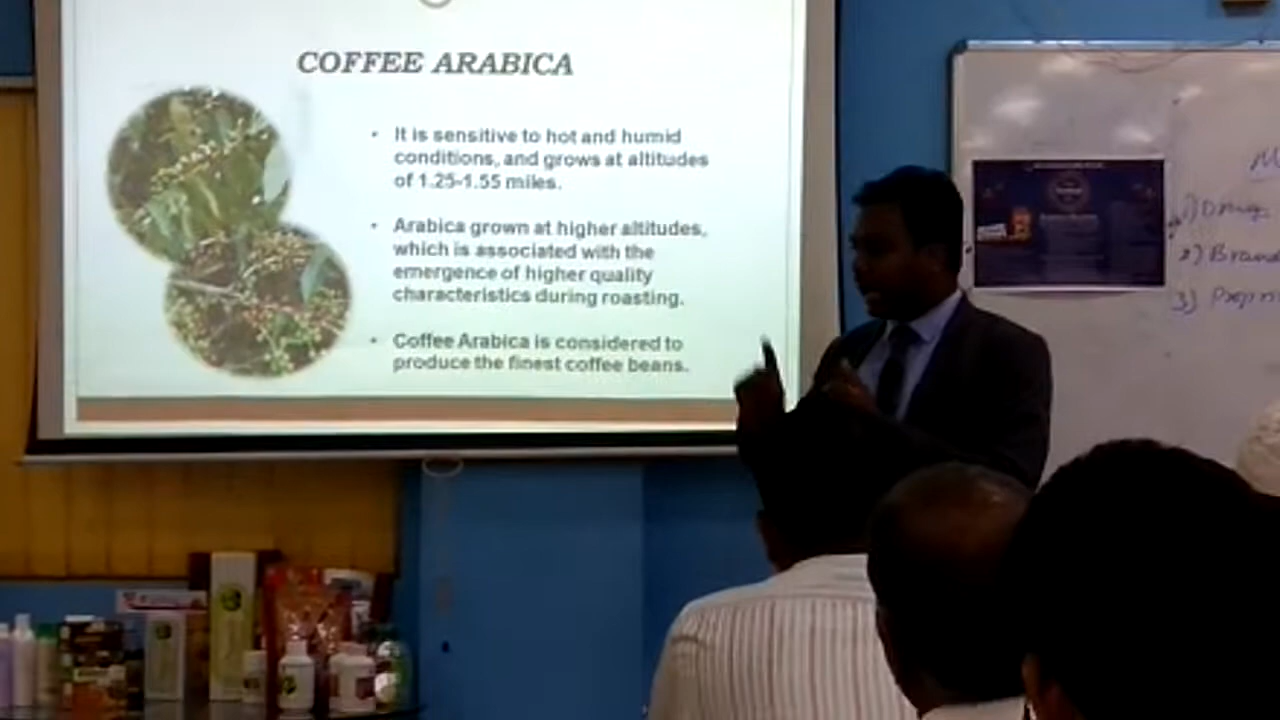 COFFEE ARABICA
• It is sensitive to hot and humid
conditions, and grows at altitudes
of 1.25-1.55 miles.
• Arabica grown at higher altitudes,
which is associated with the
emergence of higher quality
characteristics during roasting.
• Coffee Arabica is considered to
produce the finest coffee beans.